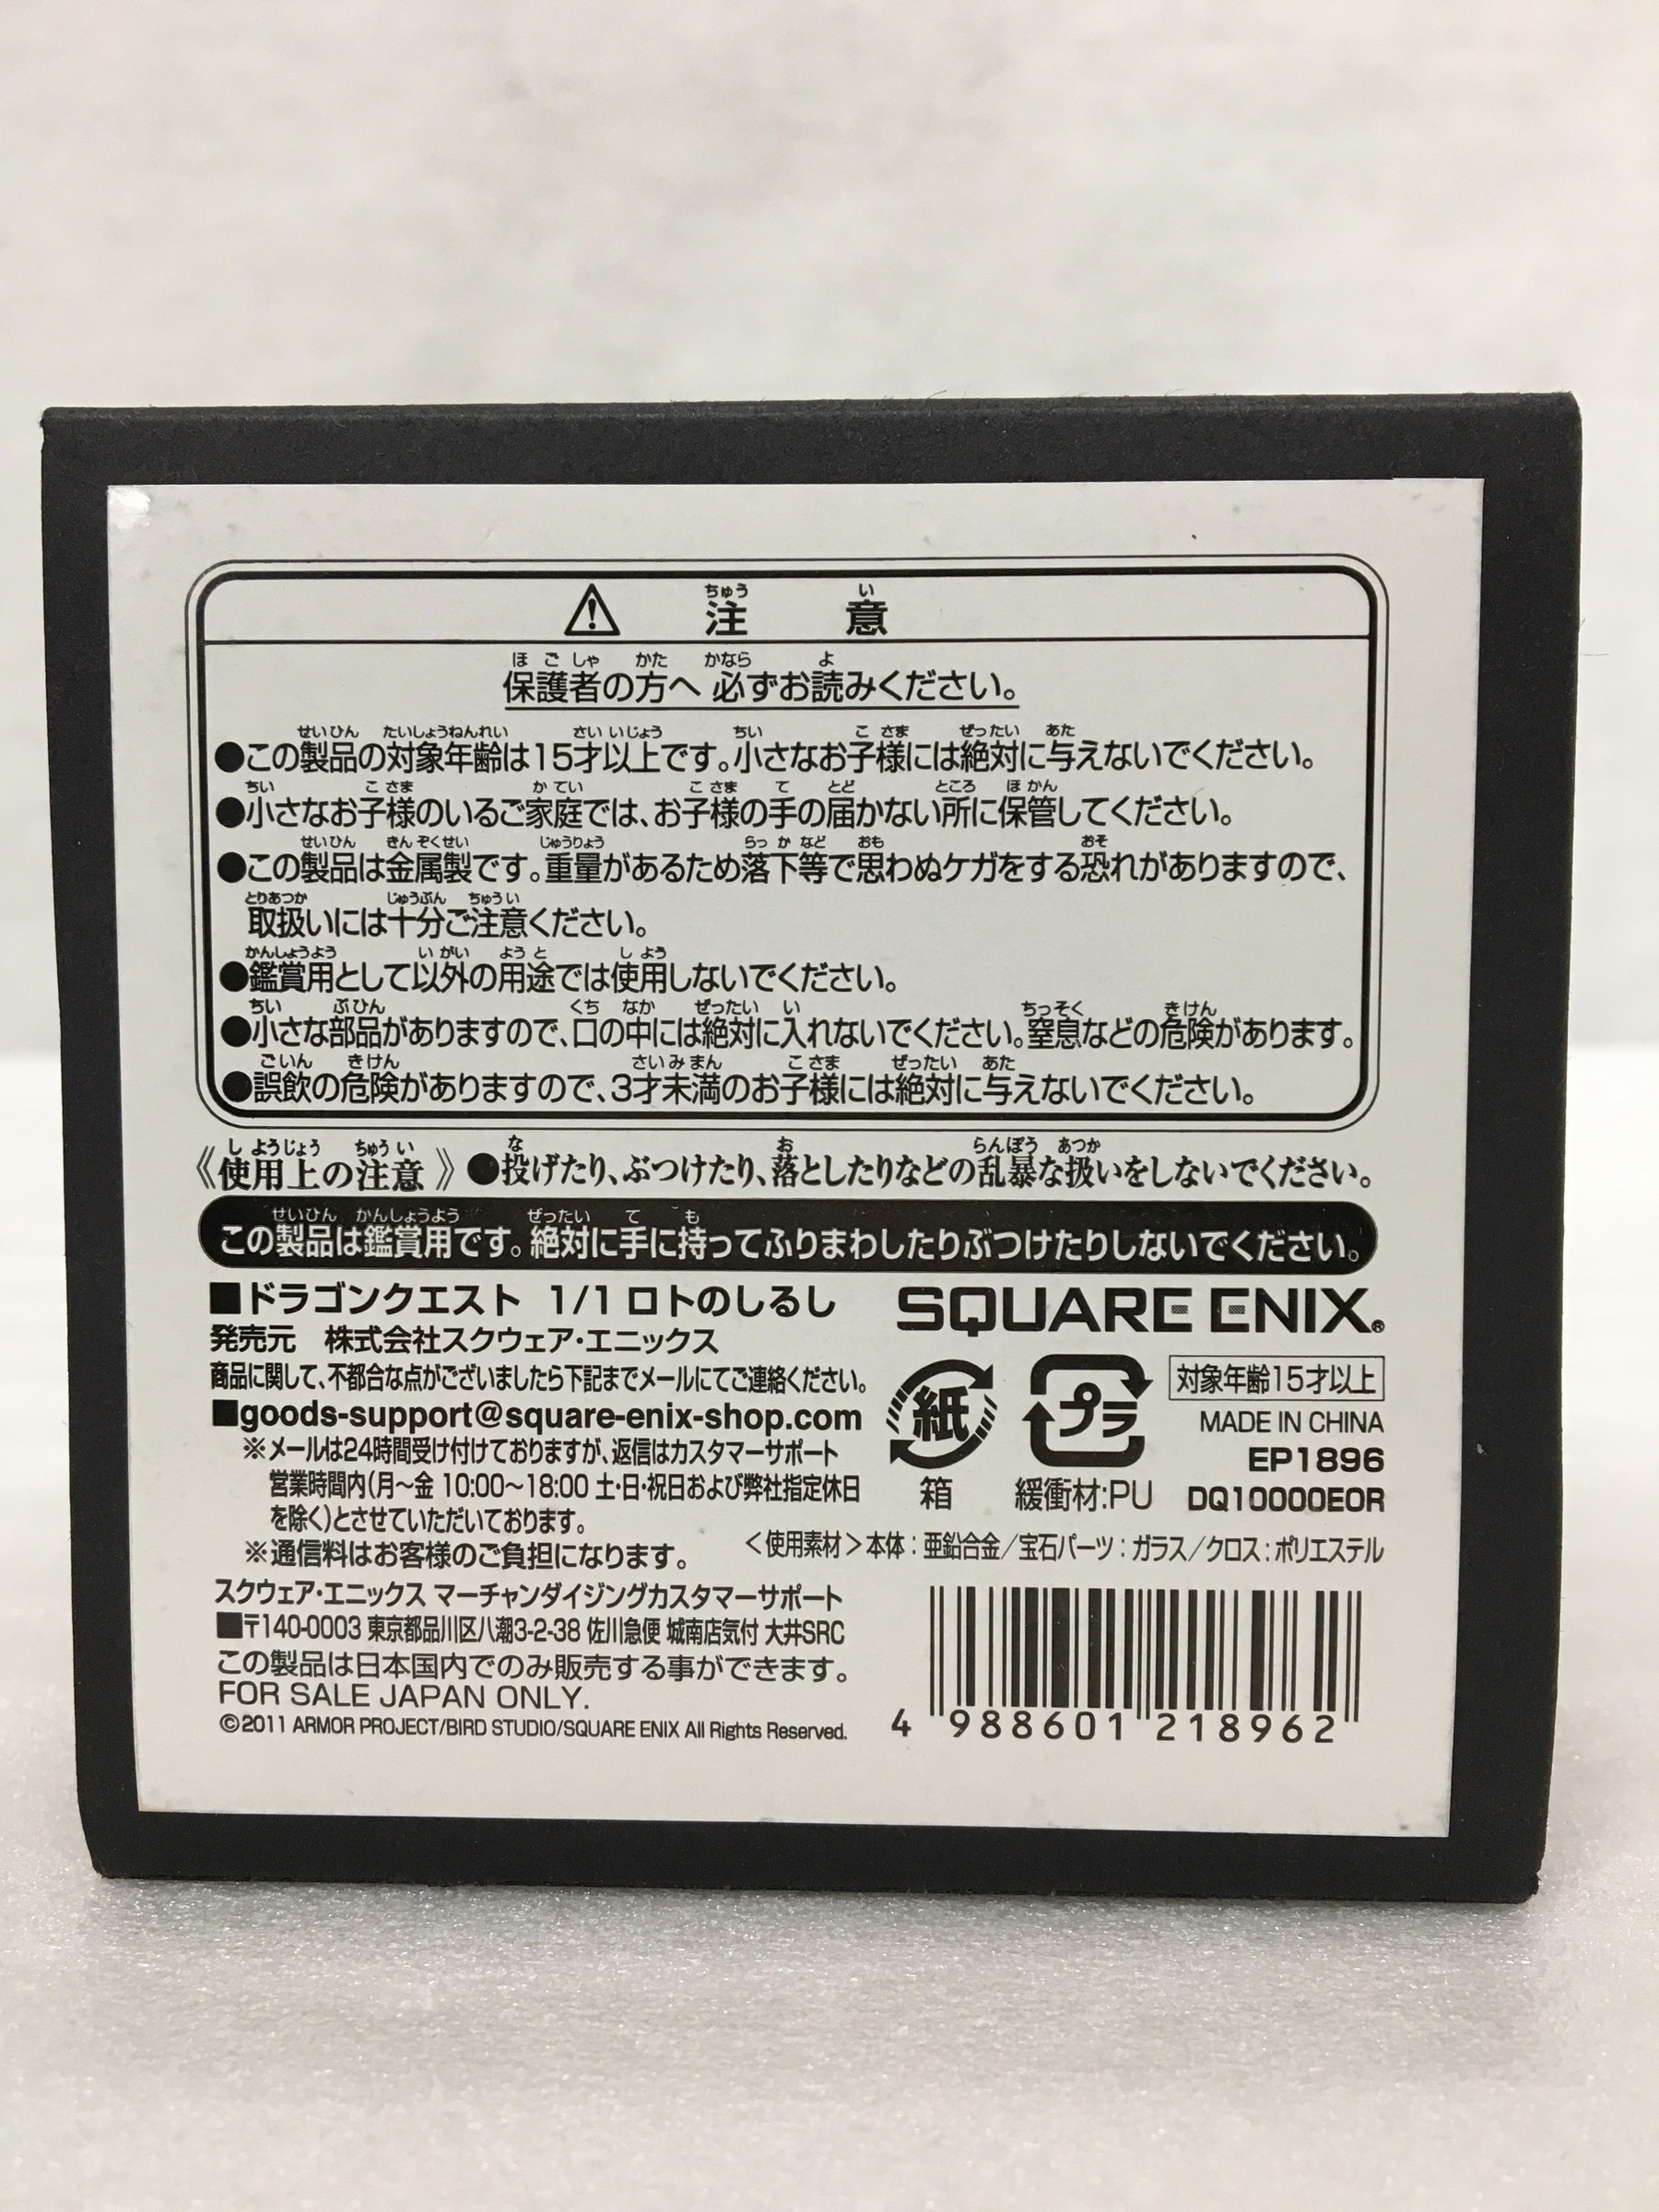 ⚠ 注意
保護者の方へ 必ずお読みください。
●この製品の対象年齢は15才以上です。小さなお子様には絶対に与えないでください。
●小さなお子様のいるご家庭では、お子様の手の届かない所に保管してください。
●この製品は金属製です。重量があるため落下等で思わぬケガをする恐れがありますので、
取扱いには十分ご注意ください。
●鑑賞用として以外の用途では使用しないでください。
●小さな部品がありますので、口の中には絶対に入れないでください。窒息などの危険があります。
●誤飲の危険がありますので、3才未満のお子様には絶対に与えないでください。
《使用上の注意》●投げたり、ぶつけたり、落としたりなどの乱暴な扱いをしないでください。
この製品は鑑賞用です。絶対に手に持ってふりまわしたりぶつけたりしないでください。
■ドラゴンクエスト 1/1 ロトのしるし
発売元 株式会社スクウェア・エニックス
商品に関して、不都合な点がございましたら下記までメールにてご連絡ください。
■goods-support@square-enix-shop.com
※メールは24時間受け付けておりますが、返信はカスタマーサポート
営業時間内(月〜金 10:00〜18:00 土・日・祝日および弊社指定休日
を除く)とさせていただいております。
※通信料はお客様のご負担になります。
スクウェア・エニックス マーチャンダイジングカスタマーサポート
■〒140-0003 東京都品川区八潮3-2-38 佐川急便 城南店気付 大井SRC
この製品は日本国内でのみ販売する事ができます。
FOR SALE JAPAN ONLY.
©2011 ARMOR PROJECT/BIRD STUDIO/SQUARE ENIX All Rights Reserved.
SQUARE ENIX®
紙
箱
プラ
緩衝材:PU
対象年齢15才以上
MADE IN CHINA
EP1896
DQ10000EOR
＜使用素材＞本体：亜鉛合金／宝石パーツ：ガラス／クロス：ポリエステル
4 988601 218962